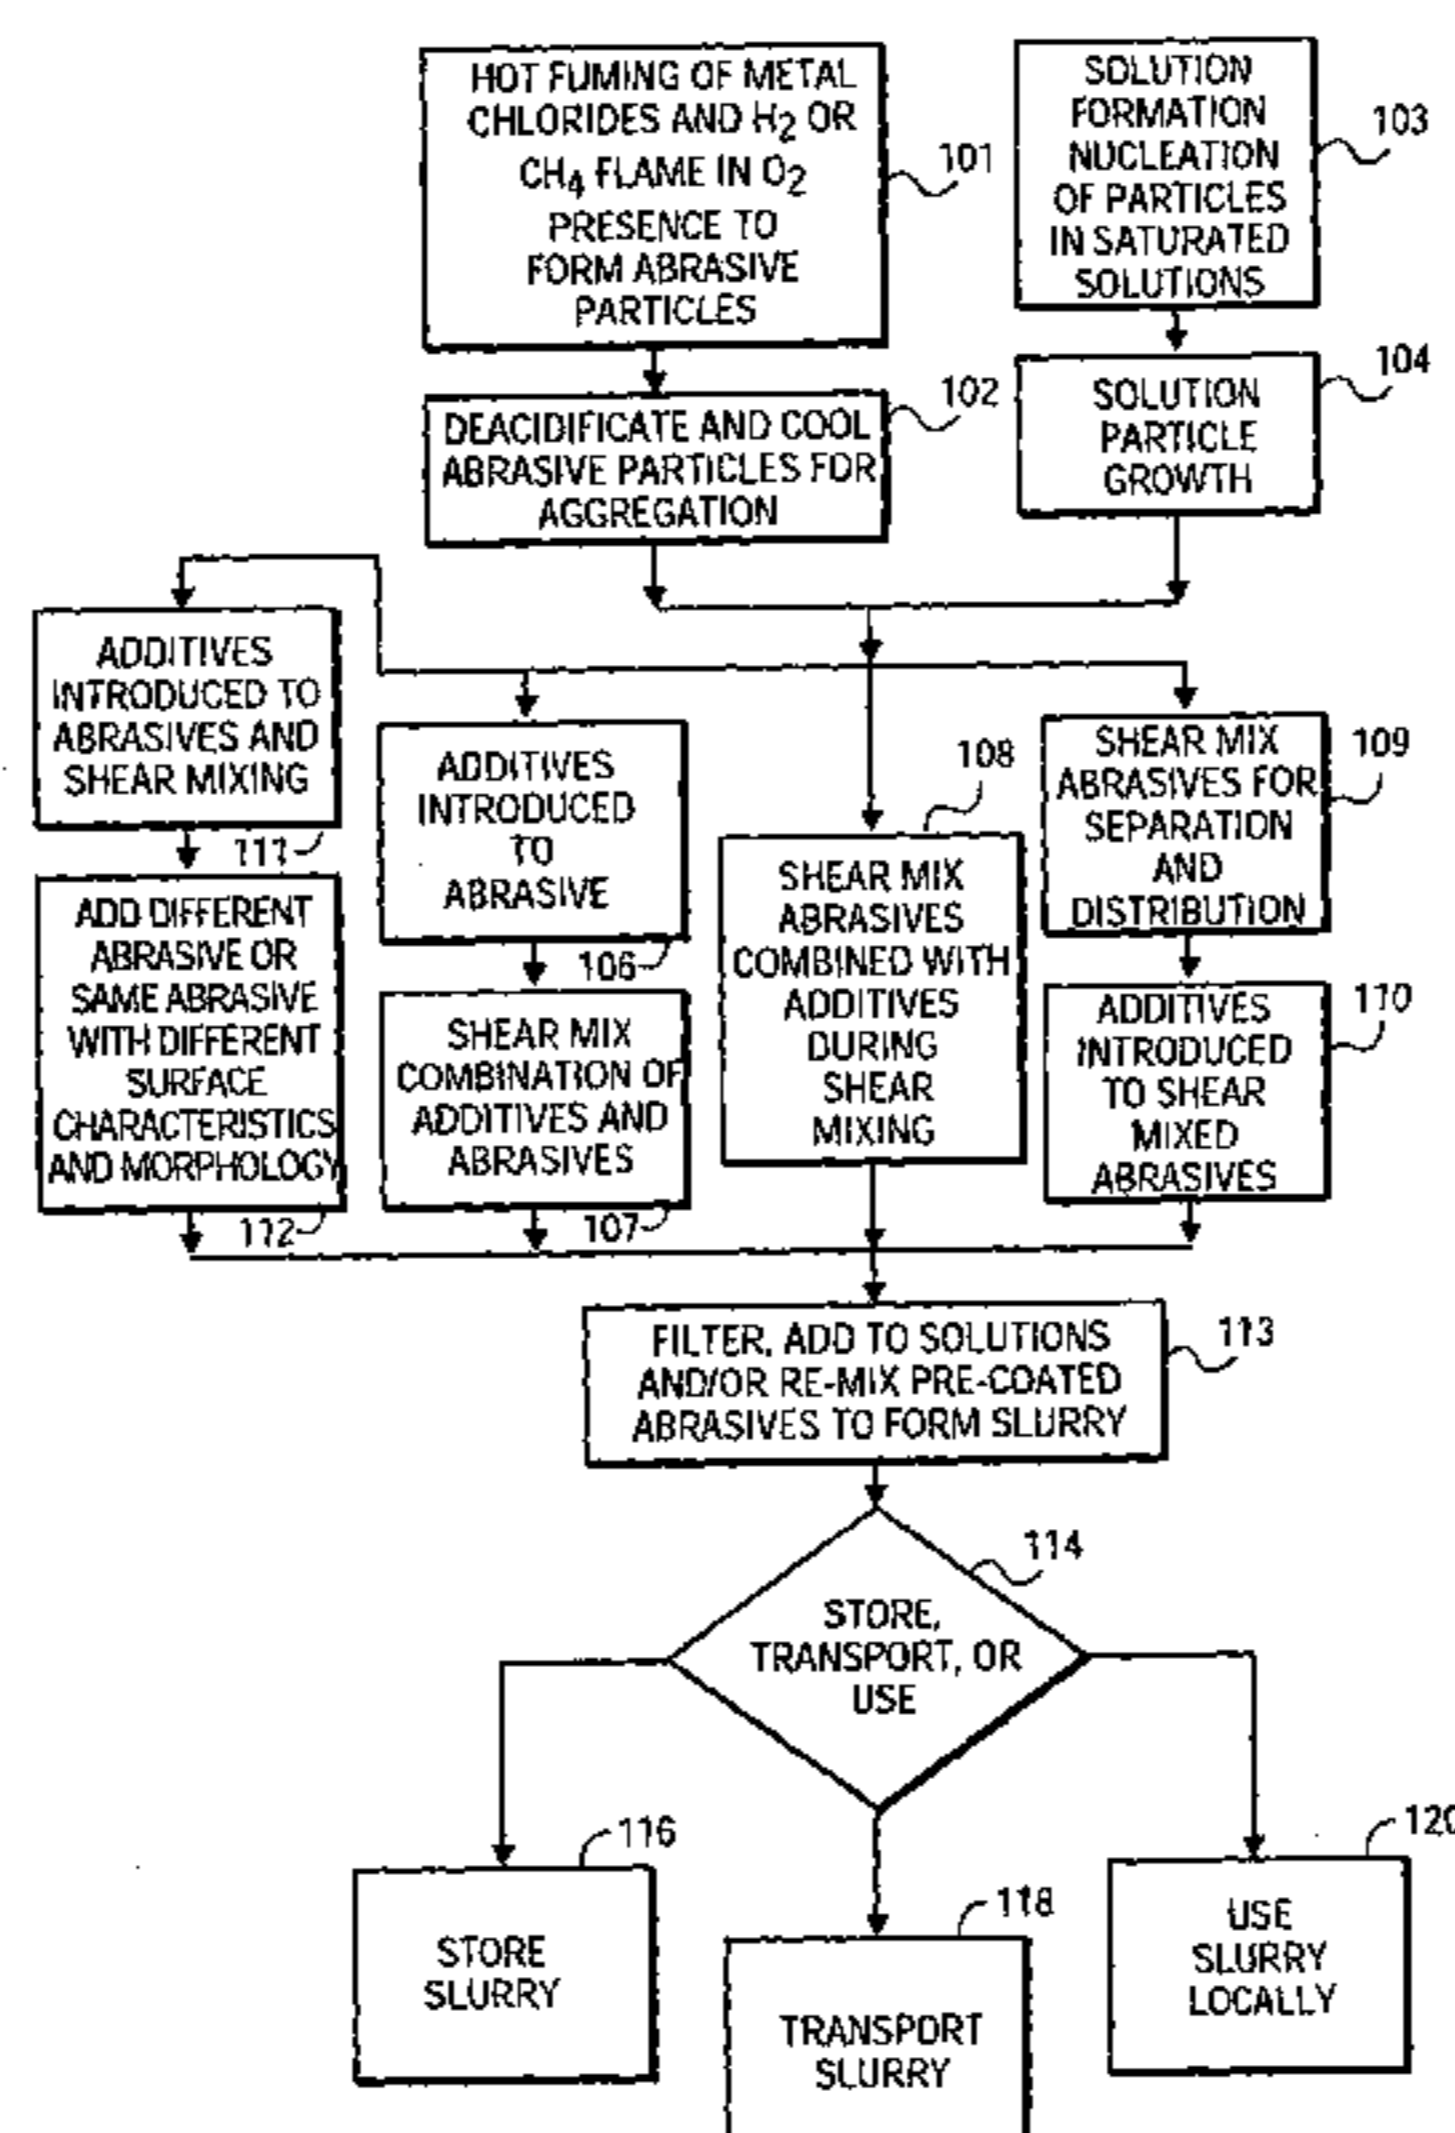 HOT FUMING OF METAL
CHLORIDES AND H2 OR
CH4 FLAME IN O2
PRESENCE TO
FORM ABRASIVE
PARTICLES
101
SOLUTION
FORMATION
NUCLEATION
OF PARTICLES
IN SATURATED
SOLUTIONS
103
DEACIDIFICATE AND COOL
ABRASIVE PARTICLES FOR
AGGREGATION
102
SOLUTION
PARTICLE
GROWTH
104
ADDITIVES
INTRODUCED TO
ABRASIVES AND
SHEAR MIXING
111
ADDITIVES
INTRODUCED
TO
ABRASIVE
106
108
SHEAR MIX
ABRASIVES
COMBINED WITH
ADDITIVES
DURING
SHEAR
MIXING
SHEAR MIX
ABRASIVES FOR
SEPARATION
AND
DISTRIBUTION
109
ADD DIFFERENT
ABRASIVE OR
SAME ABRASIVE
WITH DIFFERENT
SURFACE
CHARACTERISTICS
AND MORPHOLOGY
112
SHEAR MIX
COMBINATION OF
ADDITIVES AND
ABRASIVES
107
ADDITIVES
INTRODUCED
TO SHEAR
MIXED
ABRASIVES
110
FILTER, ADD TO SOLUTIONS
AND/OR RE-MIX PRE-COATED
ABRASIVES TO FORM SLURRY
113
STORE,
TRANSPORT, OR
USE
114
116
STORE
SLURRY
118
TRANSPORT
SLURRY
120
USE
SLURRY
LOCALLY